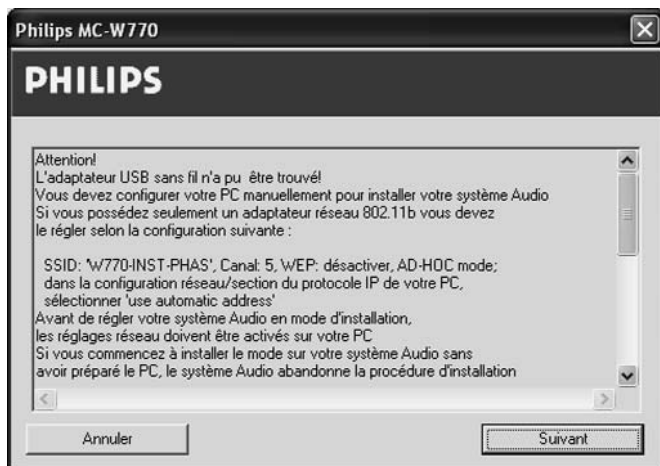 Philips MC-W770
PHILIPS
Attention!
L'adaptateur USB sans fil n'a pu être trouvé!
Vous devez configurer votre PC manuellement pour installer votre système Audio
Si vous possédez seulement un adaptateur réseau 802.11b vous devez
le régler selon la configuration suivante :
SSID: 'W770-INST-PHAS', Canal: 5, WEP: désactiver, AD-HOC mode;
dans la configuration réseau/section du protocole IP de votre PC,
sélectionner 'use automatic address'
Avant de régler votre système Audio en mode d'installation,
les réglages réseau doivent être activés sur votre PC
Si vous commencez à installer le mode sur votre système Audio sans
avoir préparé le PC, le système Audio abandonne la procédure d'installation
Annuler
Suivant